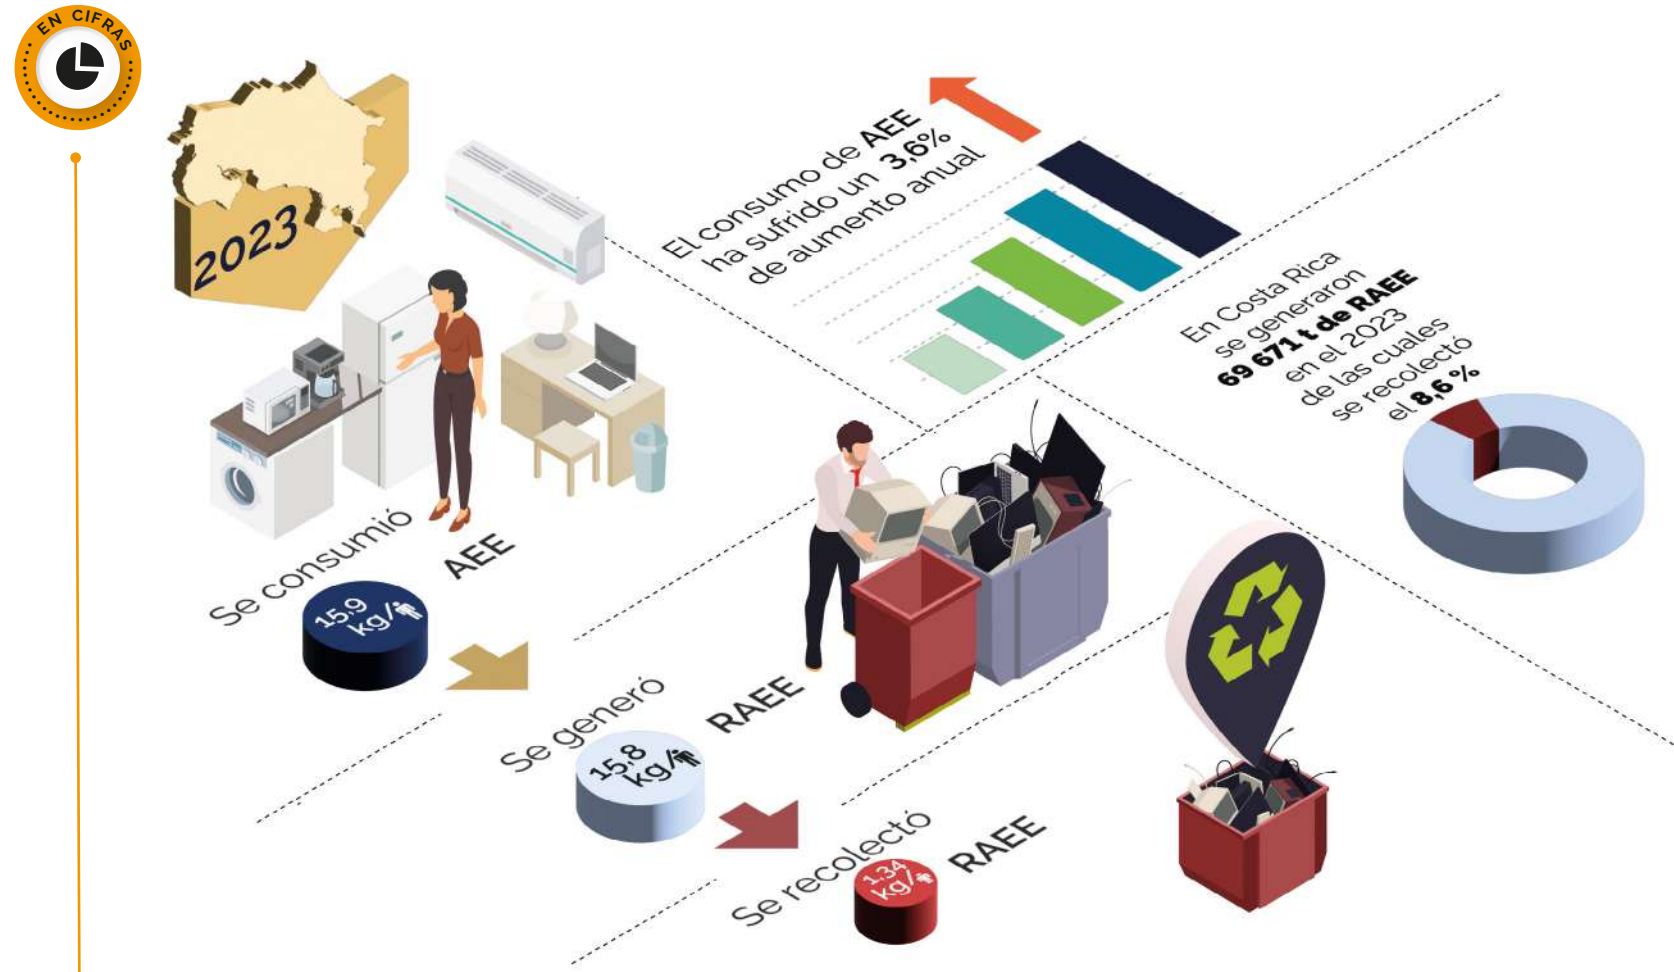 EN CIFRAS
2023
El consumo de AEE
ha sufrido un 3,6%
de aumento anual
En Costa Rica
se generaron
69 671 t de RAEE
en el 2023
de las cuales
se recolectó
el 8,6 %
Se consumió
AEE
15,9
kg/
Se generó
RAEE
15,8
kg/
Se recolectó
RAEE
1,34
kg/